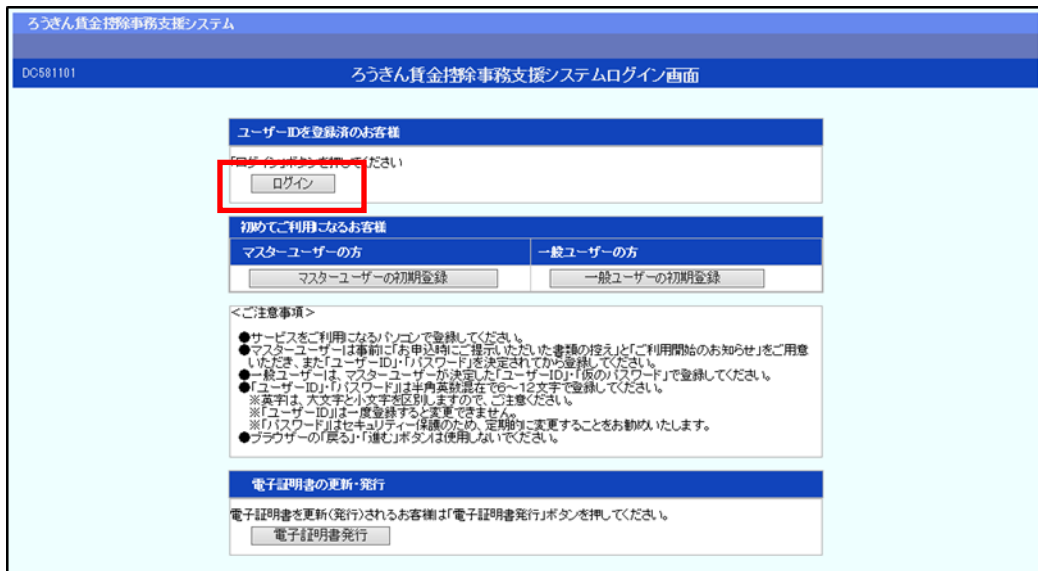 ろうきん賃金控除事務支援システム
DC581101
ろうきん賃金控除事務支援システムログイン画面
ユーザーIDを登録済のお客様
「ログイン」ボタンを押してください
ログイン
初めてご利用になるお客様
マスターユーザーの方
一般ユーザーの方
マスターユーザーの初期登録
一般ユーザーの初期登録
<ご注意事項>
●サービスをご利用になるパソコンで登録してください。
●マスターユーザーは事前に「お申込時にご提示いただいた書類の控え」と「ご利用開始のお知らせ」をご用意
いただき、また「ユーザーID」・「パスワード」を決定されてから登録してください。
●一般ユーザーは、マスターユーザーが決定した「ユーザーID」・「仮のパスワード」で登録してください。
●「ユーザーID」・「パスワード」は半角英数混在で6～12文字で登録してください。
※英字は、大文字と小文字を区別しますので、ご注意ください。
※「ユーザーID」は一度登録すると変更できません。
※「パスワード」はセキュリティー保護のため、定期的に変更することをお勧めいたします。
●ブラウザーの「戻る」・「進む」ボタンは使用しないでください。
電子証明書の更新・発行
電子証明書を更新(発行)されるお客様は「電子証明書発行」ボタンを押してください。
電子証明書発行